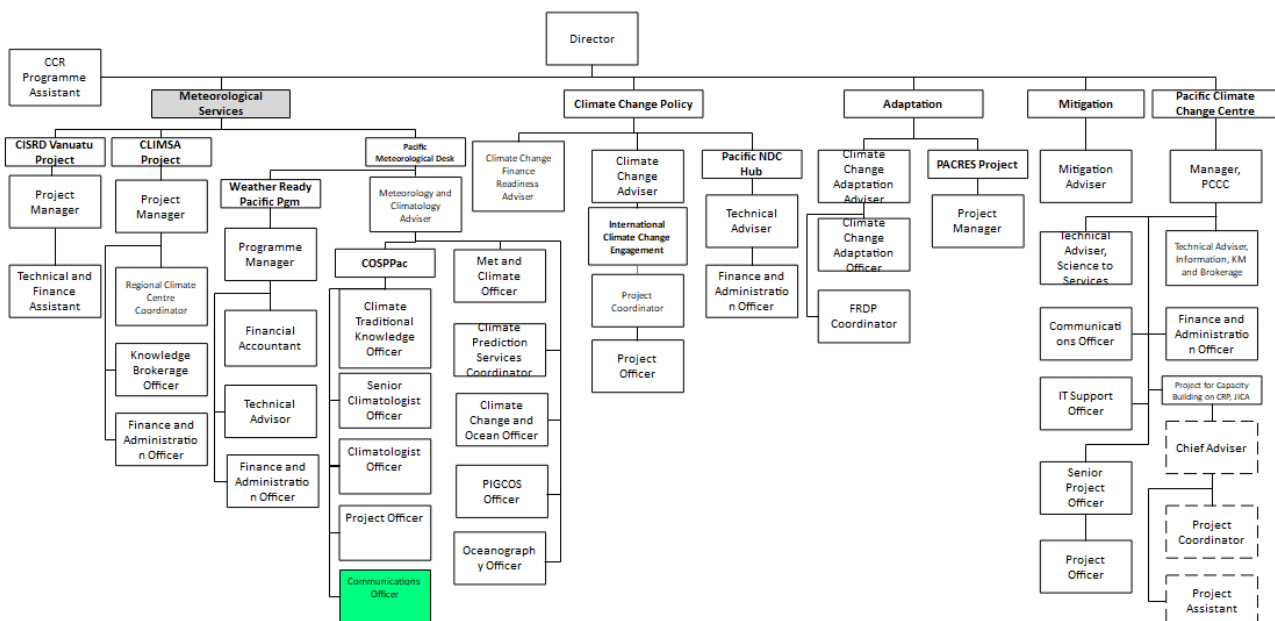 Director
CCR
Programme
Assistant
Meteorological
Services
Climate Change Policy
Adaptation
Mitigation
Pacific Climate
Change Centre
CISRD Vanuatu
Project
Project
Manager
Technical and
Finance
Assistant
CLIMSA
Project
Project
Manager
Regional Climate
Centre
Coordinator
Knowledge
Brokerage
Officer
Finance and
Administratio
n Officer
Weather Ready
Pacific Pgm
Programme
Manager
Financial
Accountant
Technical
Advisor
Finance and
Administratio
n Officer
Pacific
Meteorological Desk
Meteorology and
Climatology
Adviser
COSPPac
Climate
Traditional
Knowledge
Officer
Senior
Climatologist
Officer
Climatologist
Officer
Project Officer
Communications
Officer
Met and
Climate
Officer
Climate
Prediction
Services
Coordinator
Climate
Change and
Ocean Officer
PIGCOS
Officer
Oceanograph
y Officer
Climate Change
Finance
Readiness
Adviser
Climate
Change
Adviser
International
Climate Change
Engagement
Project
Coordinator
Project
Officer
Pacific NDC
Hub
Technical
Adviser
Finance and
Administratio
n Officer
Climate
Change
Adaptation
Adviser
Climate
Change
Adaptation
Officer
FRDP
Coordinator
PACRES Project
Project
Manager
Mitigation
Adviser
Manager,
PCCC
Technical
Adviser,
Science to
Services
Technical Adviser,
Information, KM
and Brokerage
Communicati
ons Officer
Finance and
Administratio
n Officer
IT Support
Officer
Project for Capacity
Building on CRP, JICA
Chief Adviser
Senior
Project
Officer
Project
Coordinator
Project
Officer
Project
Assistant